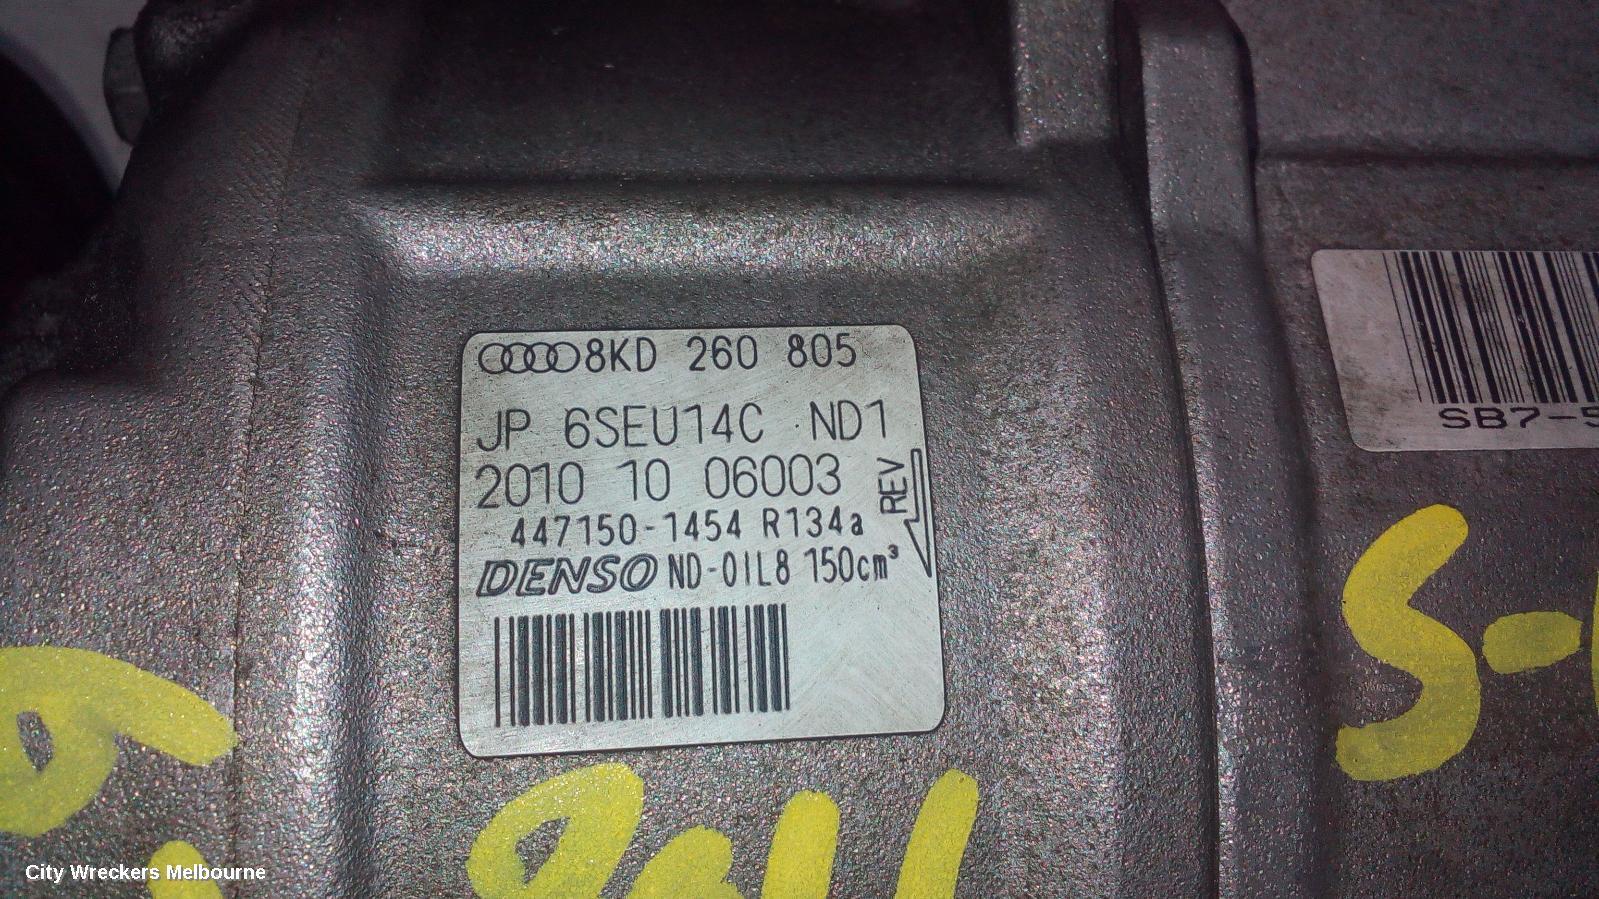 8KD 260 805
JP 6SEU14C ND1
2010 10 06003
447150-1454 R134a
REV
DENSO ND-OIL8 150cm³
SB7-5
City Wreckers Melbourne